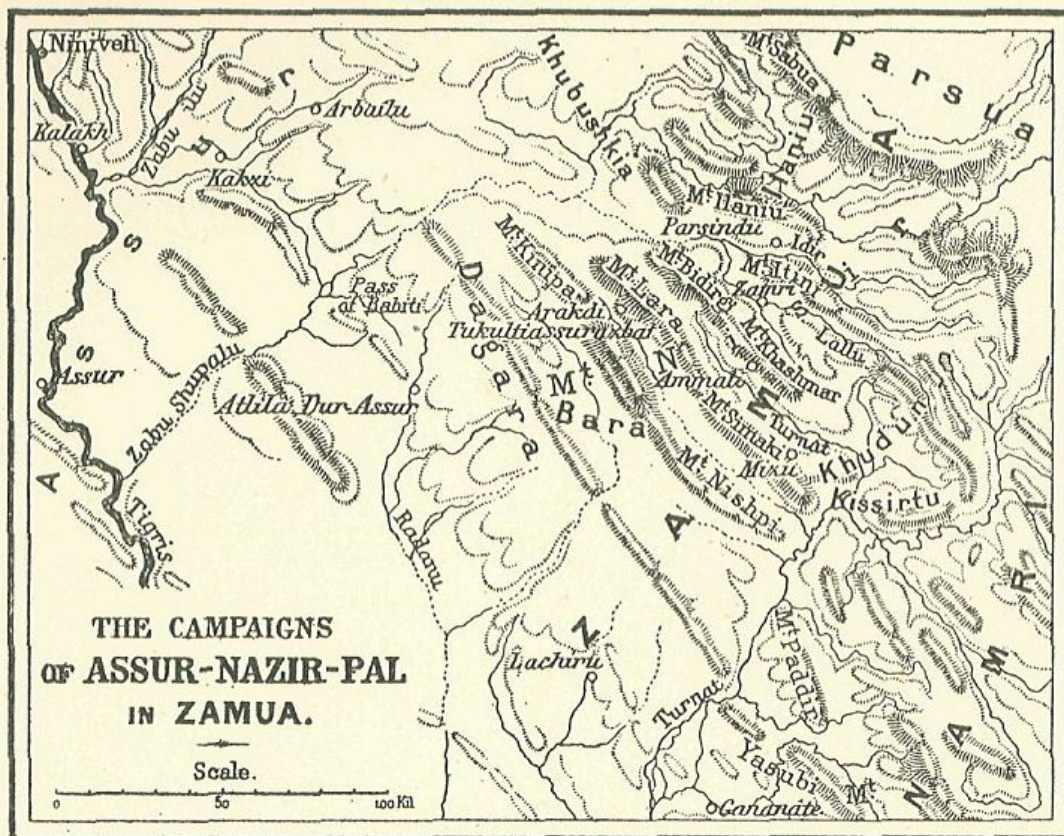 Niniveh
Kalakh
Zabu ilu
Arbailu
Kakzi
Assur
Zabu Shupalu
Pass
of Babiti
Atlila, Dur-Assur
Radanu
Tigris
ASSUR
Khubushkia
Mt Sabua
Parsua
Mt Ilaniu
Parsindu
Mt Kinipa
Mt Lara
Mt Bidirgi
Mt Itini
Zamri
Lallu
Arakdi
Tukultiassurazbat
Dagara
Mt
Bara
Ammali
Mt Khashmar
Mt Simaki
Turnat
Mizu
Khudun
Kissirtu
Mt Nishpi
ZAMUA
NAMRI
Lachiru
Turnat
Mt Paddir
Yasubi Mt
Gananate
THE CAMPAIGNS
OF ASSUR-NAZIR-PAL
IN ZAMUA.
Scale.
0 50 100 Kil